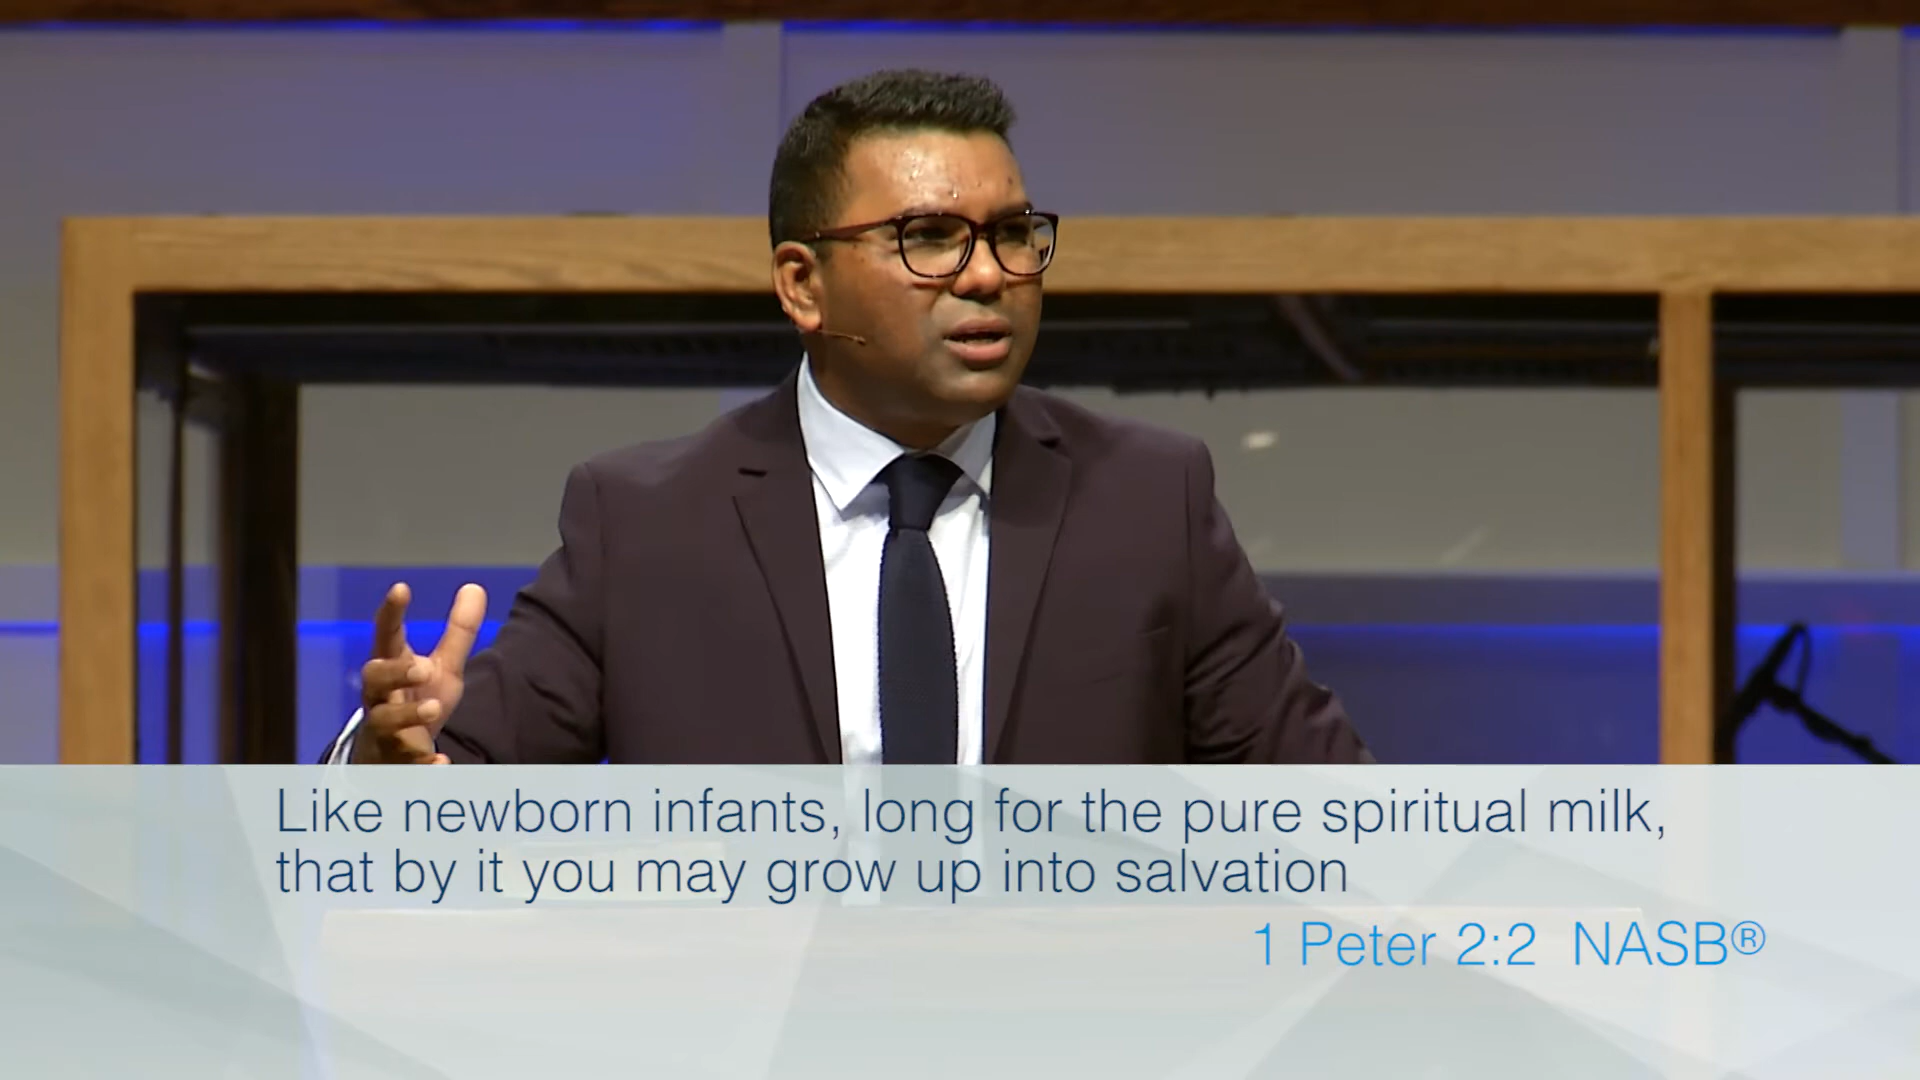 Like newborn infants, long for the pure spiritual milk,
that by it you may grow up into salvation
1 Peter 2:2 NASB®